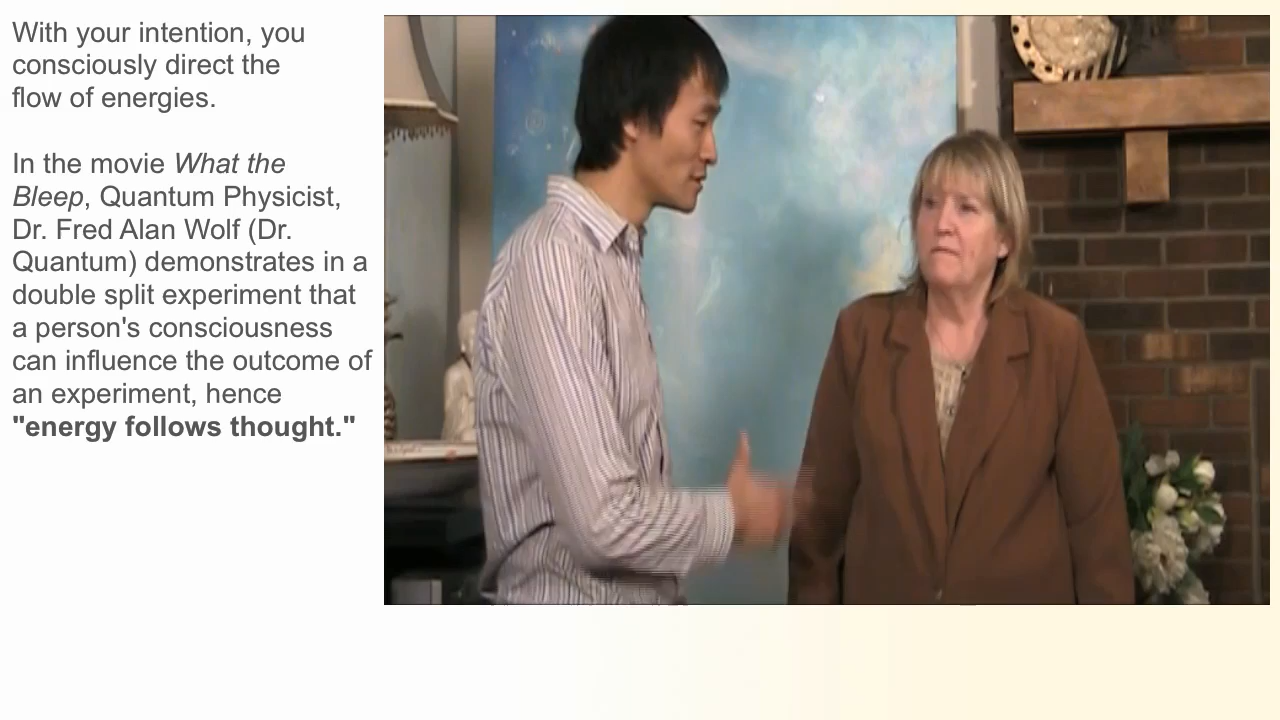 With your intention, you
consciously direct the
flow of energies.
In the movie What the
Bleep, Quantum Physicist,
Dr. Fred Alan Wolf (Dr.
Quantum) demonstrates in a
double split experiment that
a person's consciousness
can influence the outcome of
an experiment, hence
"energy follows thought."